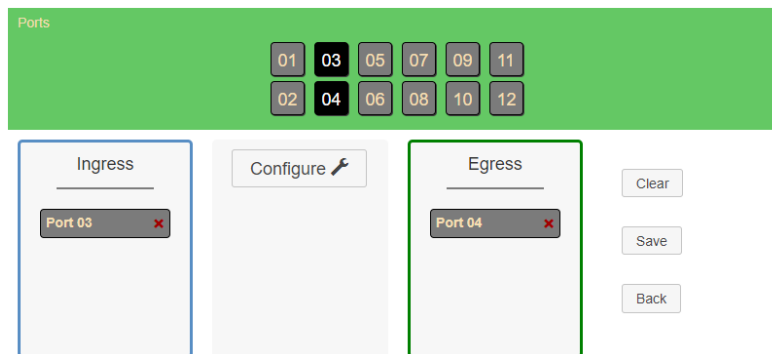 Ports
01 03 05 07 09 11
02 04 06 08 10 12
Ingress
Configure
Egress
Port 03
Port 04
Clear
Save
Back